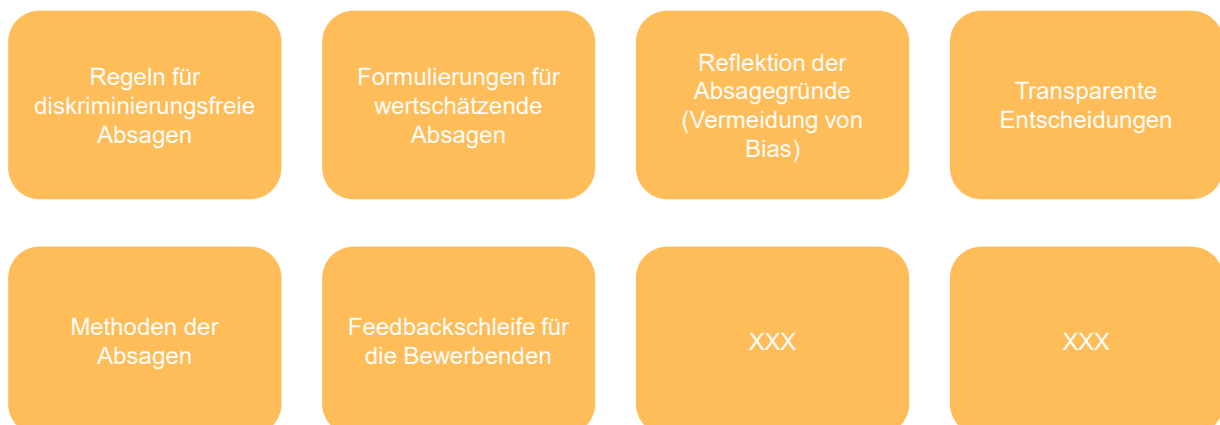 Regeln für
diskriminierungsfreie
Absagen
Formulierungen für
wertschätzende
Absagen
Reflektion der
Absagegründe
(Vermeidung von
Bias)
Transparente
Entscheidungen
Methoden der
Absagen
Feedbackschleife für
die Bewerbenden
XXX
XXX